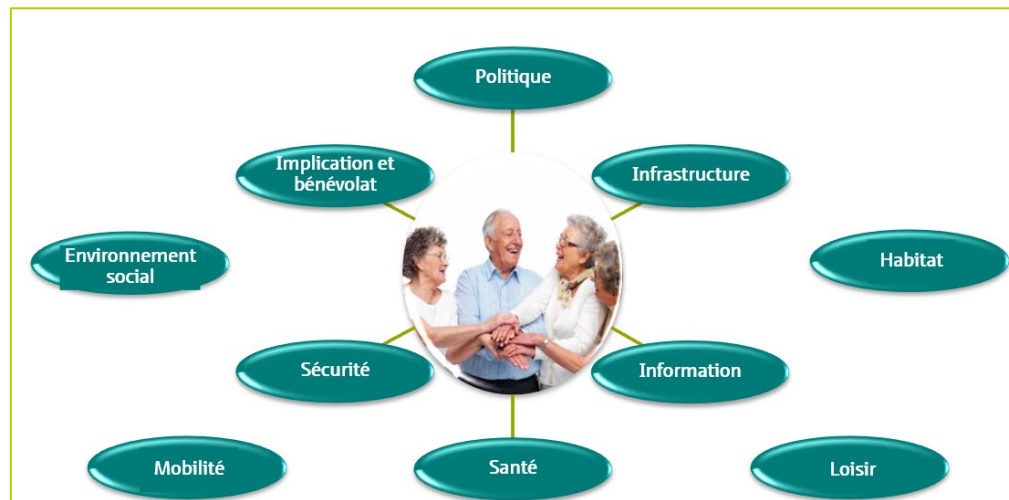 Politique
Implication et
bénévolat
Infrastructure
Environnement
social
Habitat
Sécurité
Information
Mobilité
Santé
Loisir